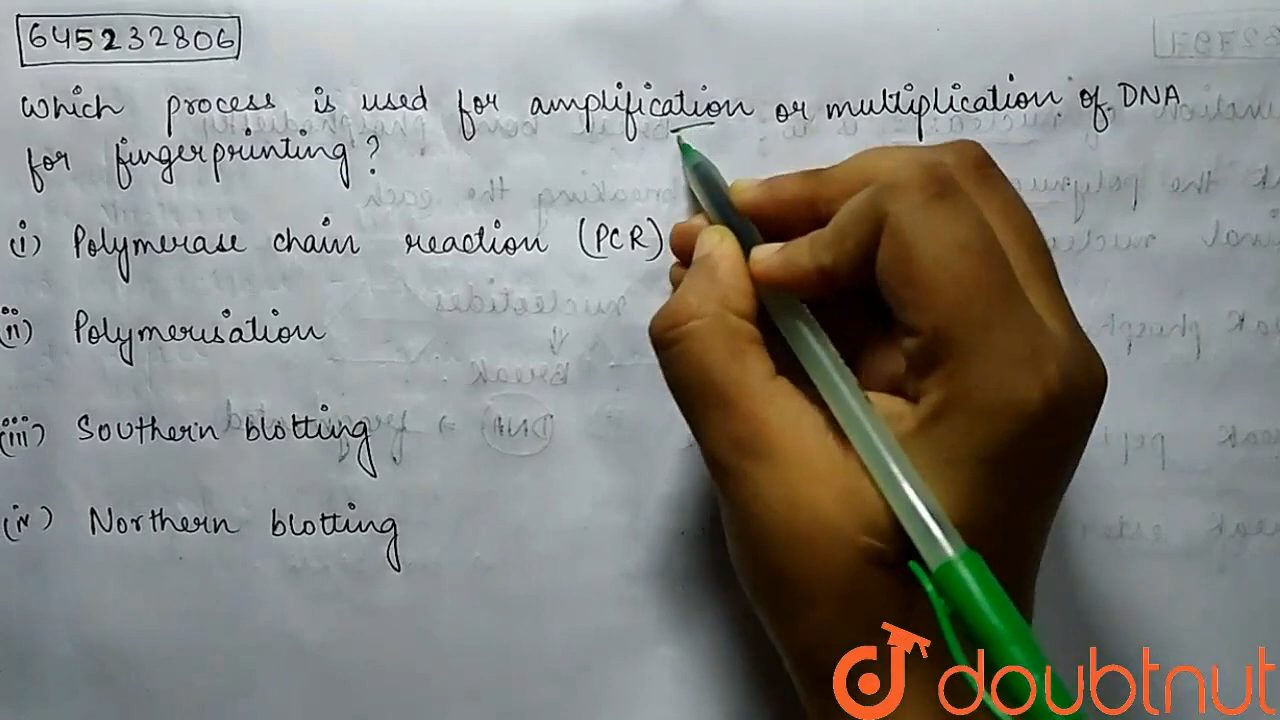 645232806
which process is used for amplification or multiplication of DNA
for fingerprinting?
(i) Polymerase chain reaction (PCR)
(ii) Polymerisation
(iii) Southern blotting
(iv) Northern blotting
doubtnut